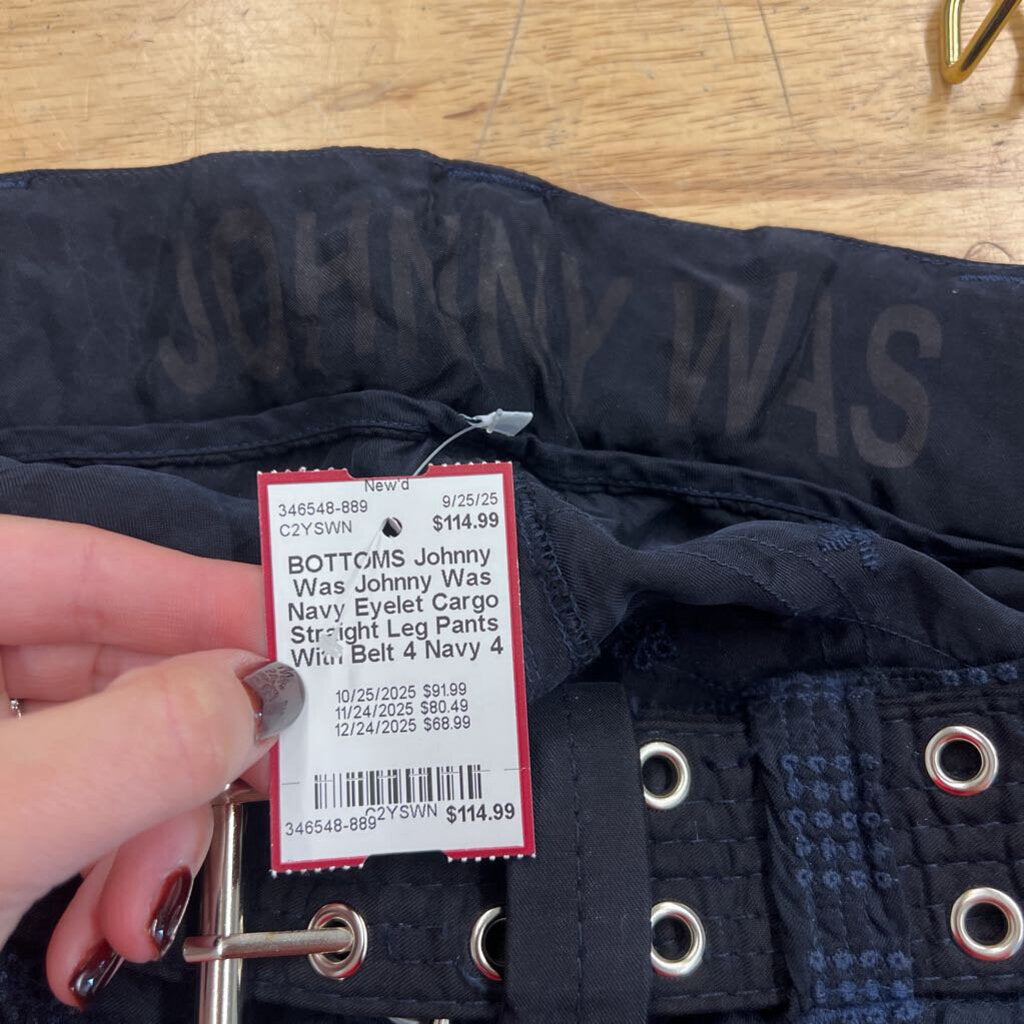 JOHNNY WAS
New'd
346548-889 9/25/25
C2YSWN $114.99
BOTTOMS Johnny
Was Johnny Was
Navy Eyelet Cargo
Straight Leg Pants
With Belt 4 Navy 4
10/25/2025 $91.99
11/24/2025 $80.49
12/24/2025 $68.99
346548-889 C2YSWN $114.99